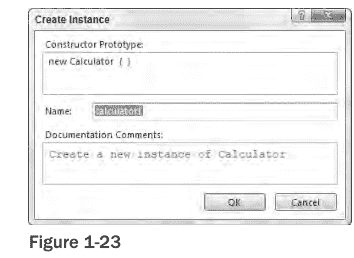 Create Instance
Constructor Prototype:
new Calculator ( )
Name: calculator1
Documentation Comments:
Create a new instance of Calculator
OK
Cancel
Figure 1-23